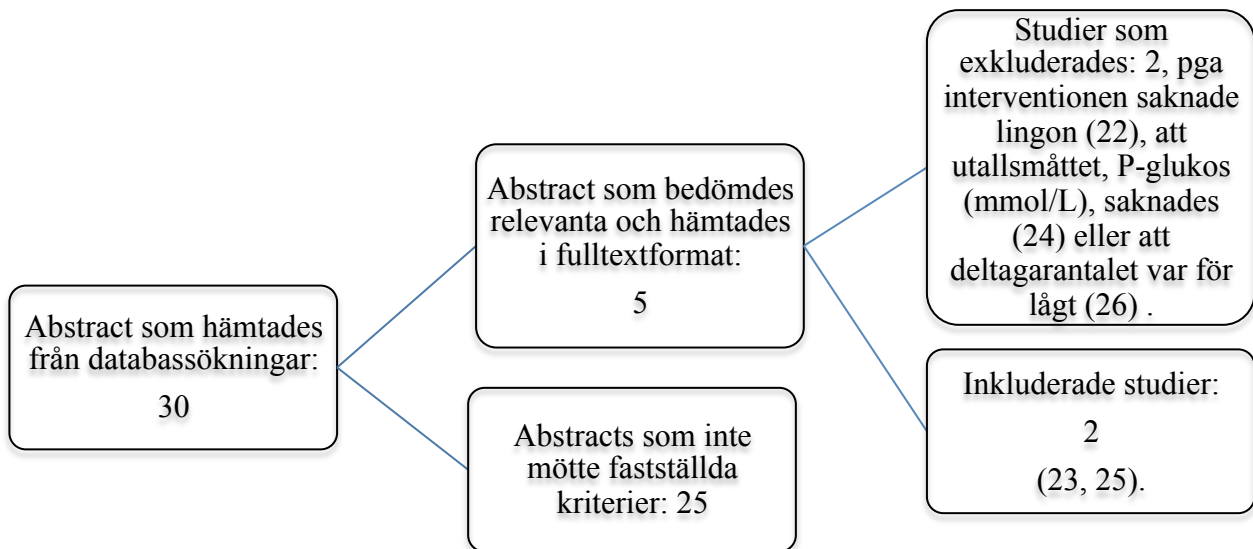 Abstract som hämtades
från databassökningar:
30
Abstract som bedömdes
relevanta och hämtades
i fulltextformat:
5
Abstracts som inte
mötte fastställda
kriterier: 25
Studier som
exkluderades: 2, pga
interventionen saknade
lingon (22), att
utallsmåttet, P-glukos
(mmol/L), saknades
(24) eller att
deltagarantalet var för
lågt (26) .
Inkluderade studier:
2
(23, 25).